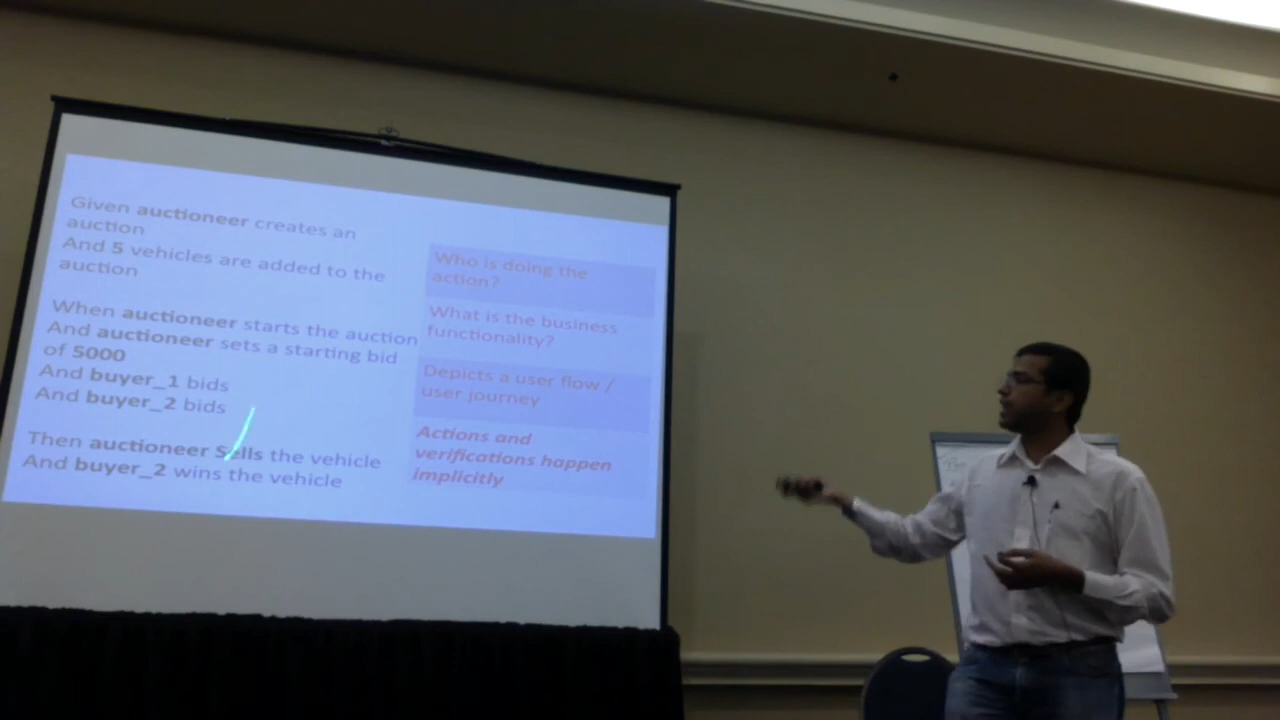 Given auctioneer creates an
auction
And 5 vehicles are added to the
auction
When auctioneer starts the auction
And auctioneer sets a starting bid
of 5000
And buyer_1 bids
And buyer_2 bids
Then auctioneer Sells the vehicle
And buyer_2 wins the vehicle
Who is doing the
action?
What is the business
functionality?
Depicts a user flow /
user journey
Actions and
verifications happen
implicitly